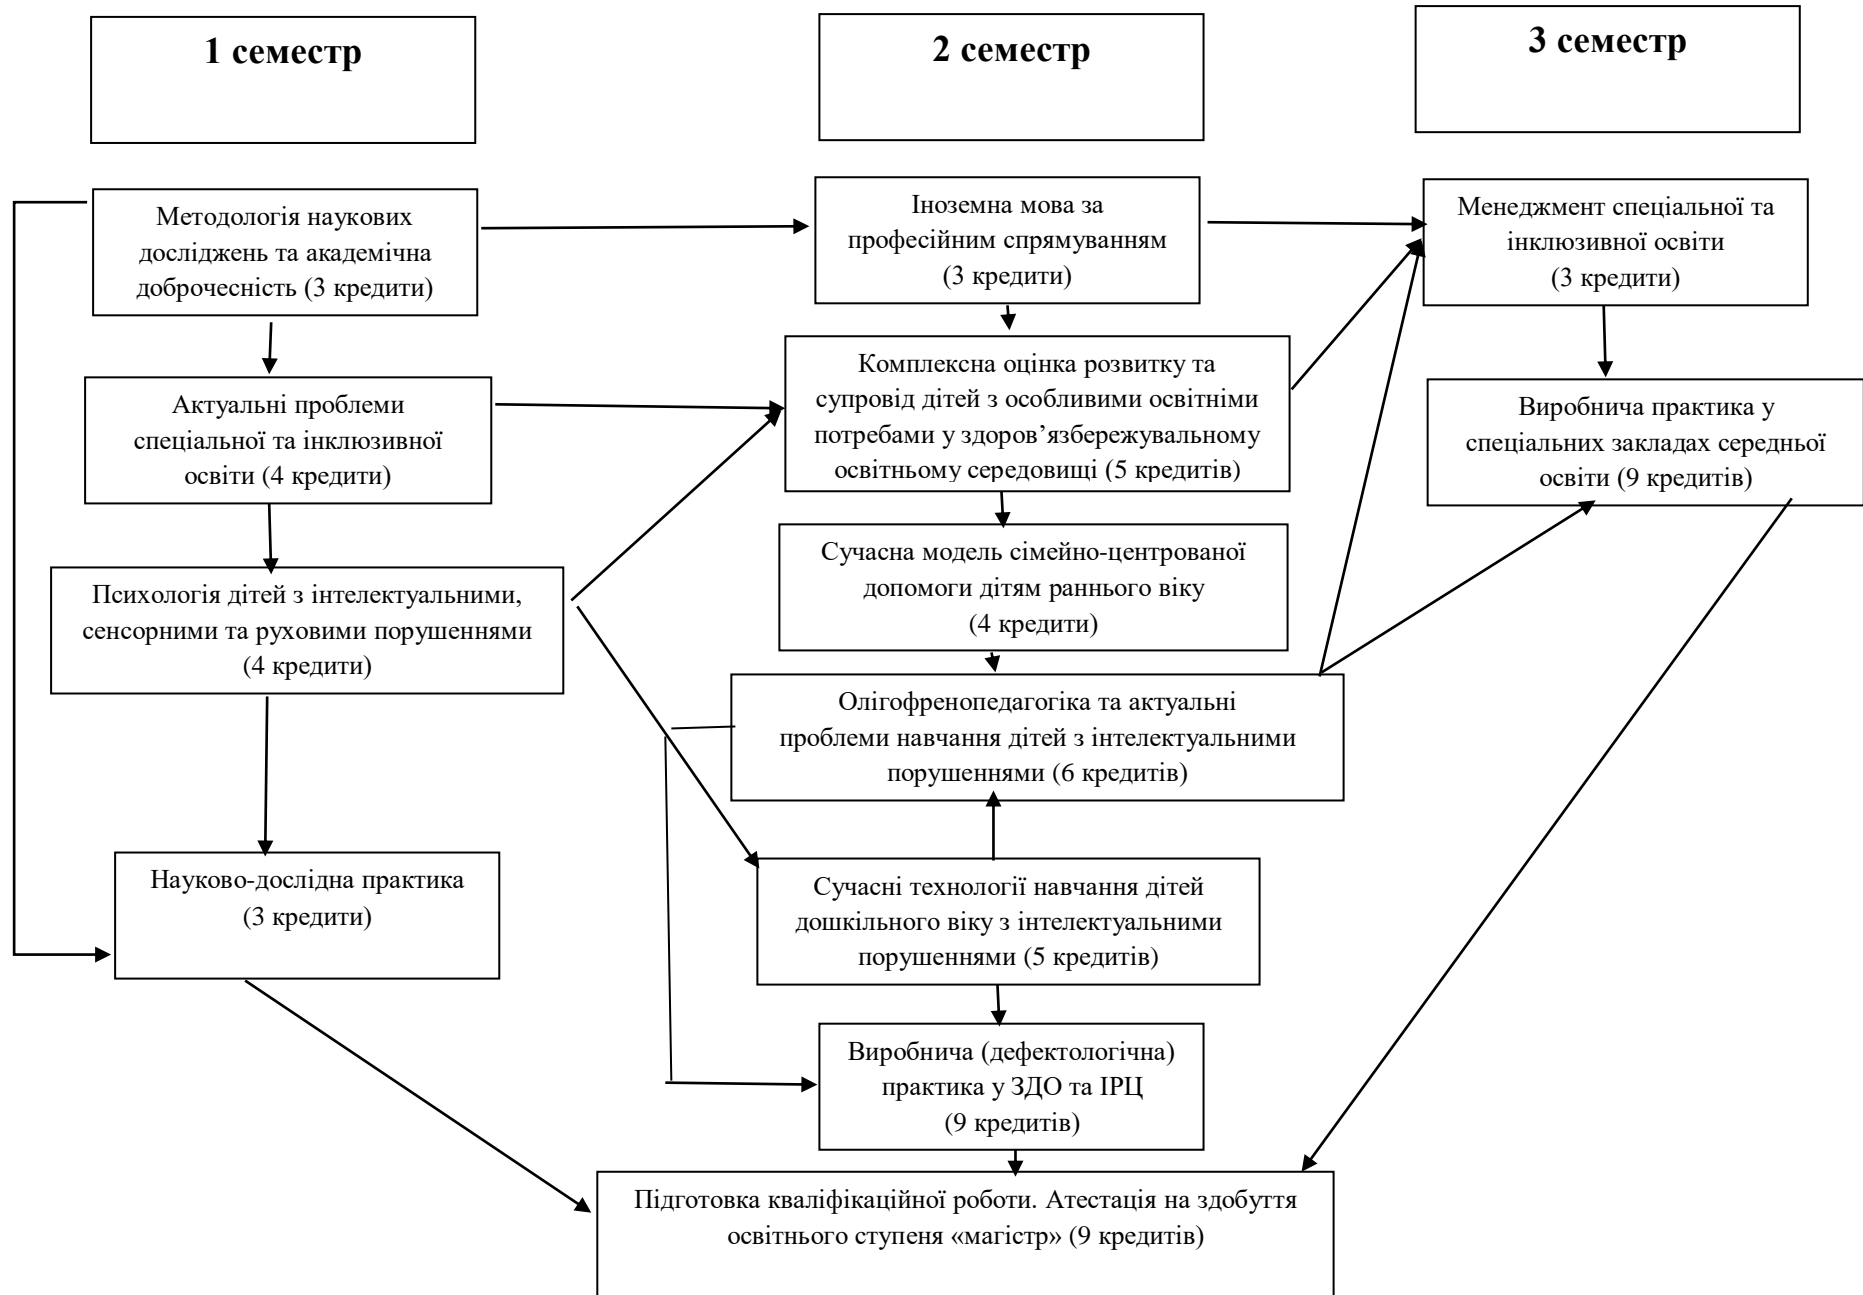 1 семестр
2 семестр
3 семестр
Методологія наукових
досліджень та академічна
доброчесність (3 кредити)
Іноземна мова за
професійним спрямуванням
(3 кредити)
Менеджмент спеціальної та
інклюзивної освіти
(3 кредити)
Актуальні проблеми
спеціальної та інклюзивної
освіти (4 кредити)
Комплексна оцінка розвитку та
супровід дітей з особливими освітніми
потребами у здоров’язбережувальному
освітньому середовищі (5 кредитів)
Виробнича практика у
спеціальних закладах середньої
освіти (9 кредитів)
Психологія дітей з інтелектуальними,
сенсорними та руховими порушеннями
(4 кредити)
Сучасна модель сімейно-центрованої
допомоги дітям раннього віку
(4 кредити)
Олігофренопедагогіка та актуальні
проблеми навчання дітей з інтелектуальними
порушеннями (6 кредитів)
Науково-дослідна практика
(3 кредити)
Сучасні технології навчання дітей
дошкільного віку з інтелектуальними
порушеннями (5 кредитів)
Виробнича (дефектологічна)
практика у ЗДО та ІРЦ
(9 кредитів)
Підготовка кваліфікаційної роботи. Атестація на здобуття
освітнього ступеня «магістр» (9 кредитів)